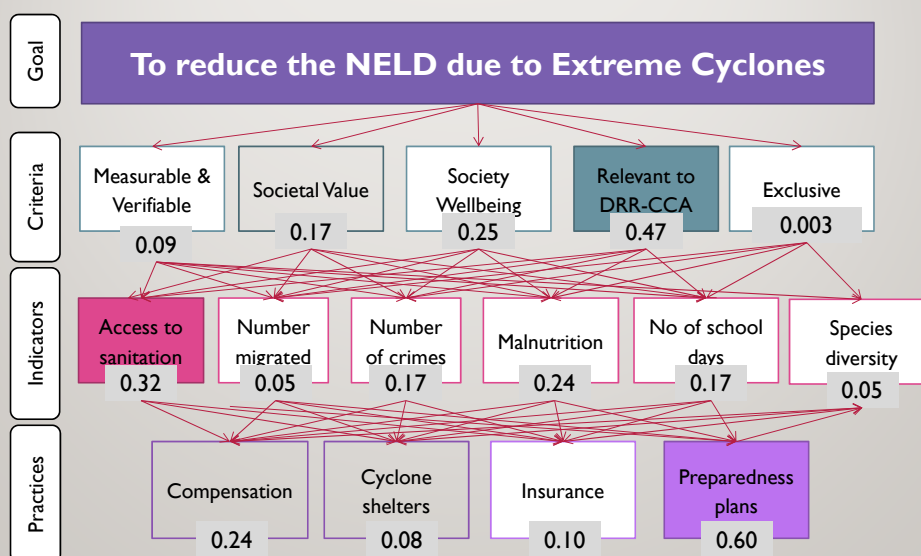 Goal
To reduce the NELD due to Extreme Cyclones
Criteria
Measurable &
Verifiable
0.09
Societal Value
0.17
Society
Wellbeing
0.25
Relevant to
DRR-CCA
0.47
Exclusive
0.003
Indicators
Access to
sanitation
0.32
Number
migrated
0.05
Number
of crimes
0.17
Malnutrition
0.24
No of school
days
0.17
Species
diversity
0.05
Practices
Compensation
0.24
Cyclone
shelters
0.08
Insurance
0.10
Preparedness
plans
0.60